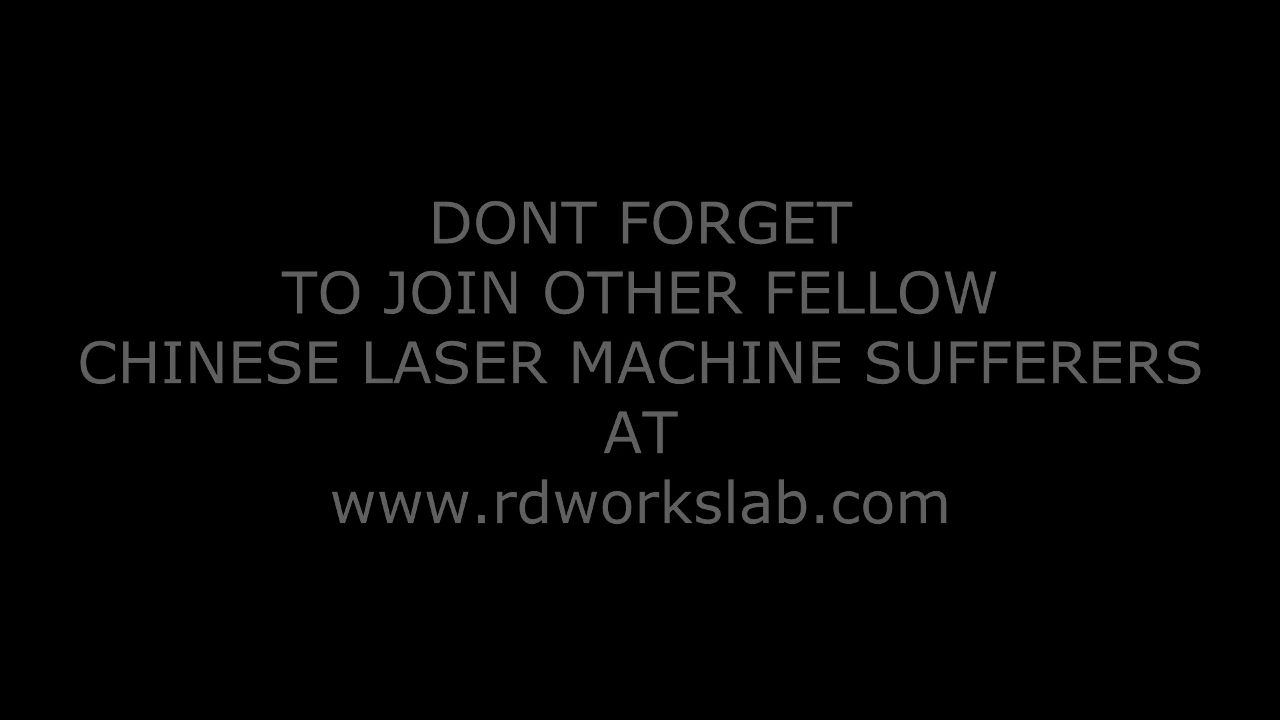 DONT FORGET
TO JOIN OTHER FELLOW
CHINESE LASER MACHINE SUFFERERS
AT
www.rdworkslab.com